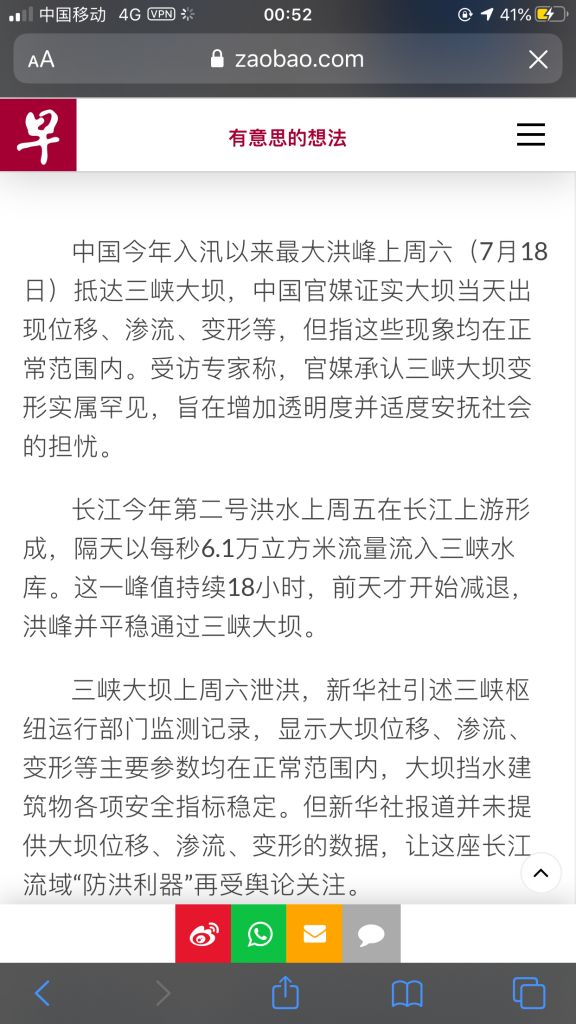 中国移动 4G VPN 00:52 41%
AA zaobao.com
早 有意思的想法
中国今年入汛以来最大洪峰上周六（7月18
日）抵达三峡大坝，中国官媒证实大坝当天出
现位移、渗流、变形等，但指这些现象均在正
常范围内。受访专家称，官媒承认三峡大坝变
形实属罕见，旨在增加透明度并适度安抚社会
的担忧。
长江今年第二号洪水上周五在长江上游形
成，隔天以每秒6.1万立方米流量流入三峡水
库。这一峰值持续18小时，前天才开始减退，
洪峰并平稳通过三峡大坝。
三峡大坝上周六泄洪，新华社引述三峡枢
纽运行部门监测记录，显示大坝位移、渗流、
变形等主要参数均在正常范围内，大坝挡水建
筑物各项安全指标稳定。但新华社报道并未提
供大坝位移、渗流、变形的数据，让这座长江
流域“防洪利器”再受舆论关注。